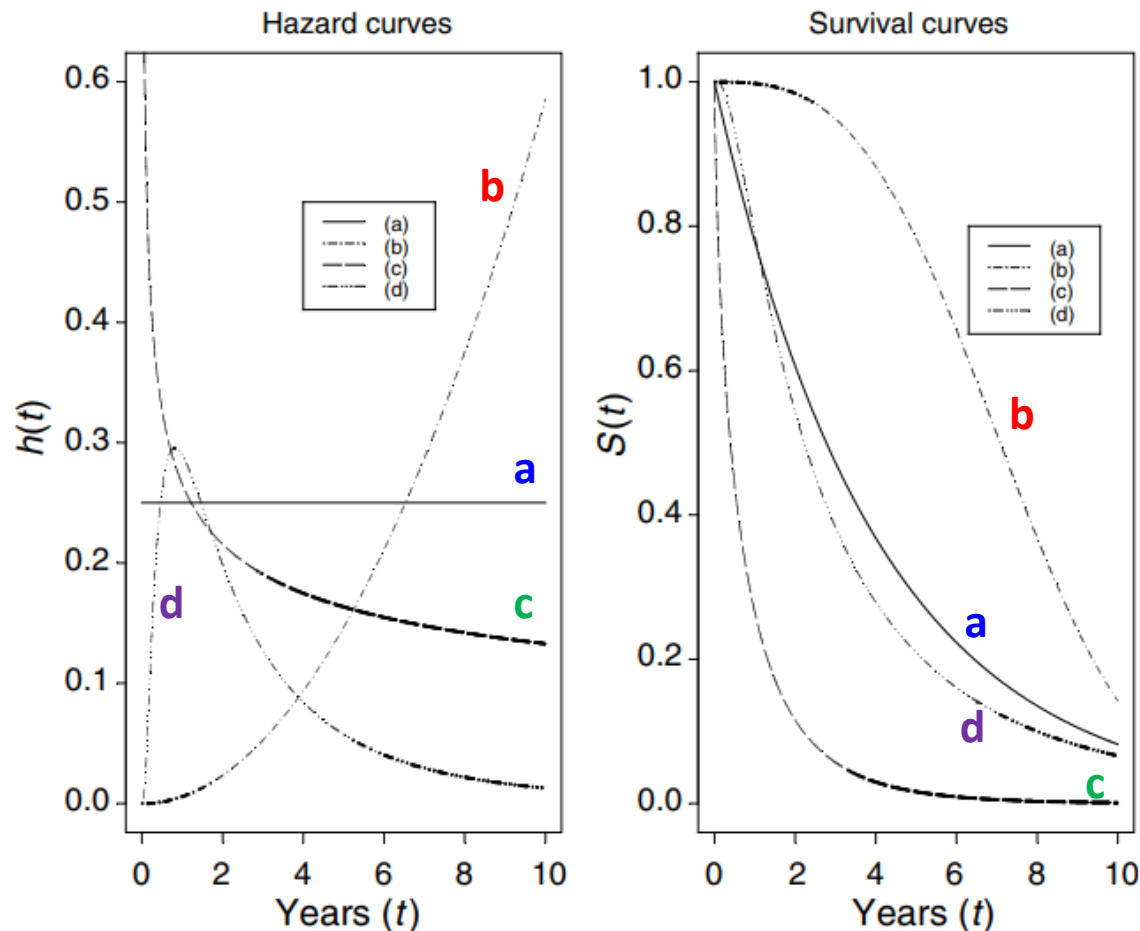 Hazard curves
h(t)
0.6
0.5
0.4
0.3
0.2
0.1
0.0
(a)
(b)
(c)
(d)
b
a
d
c
0 2 4 6 8 10
Years (t)
Survival curves
S(t)
1.0
0.8
0.6
0.4
0.2
0.0
(a)
(b)
(c)
(d)
b
a
d
c
0 2 4 6 8 10
Years (t)